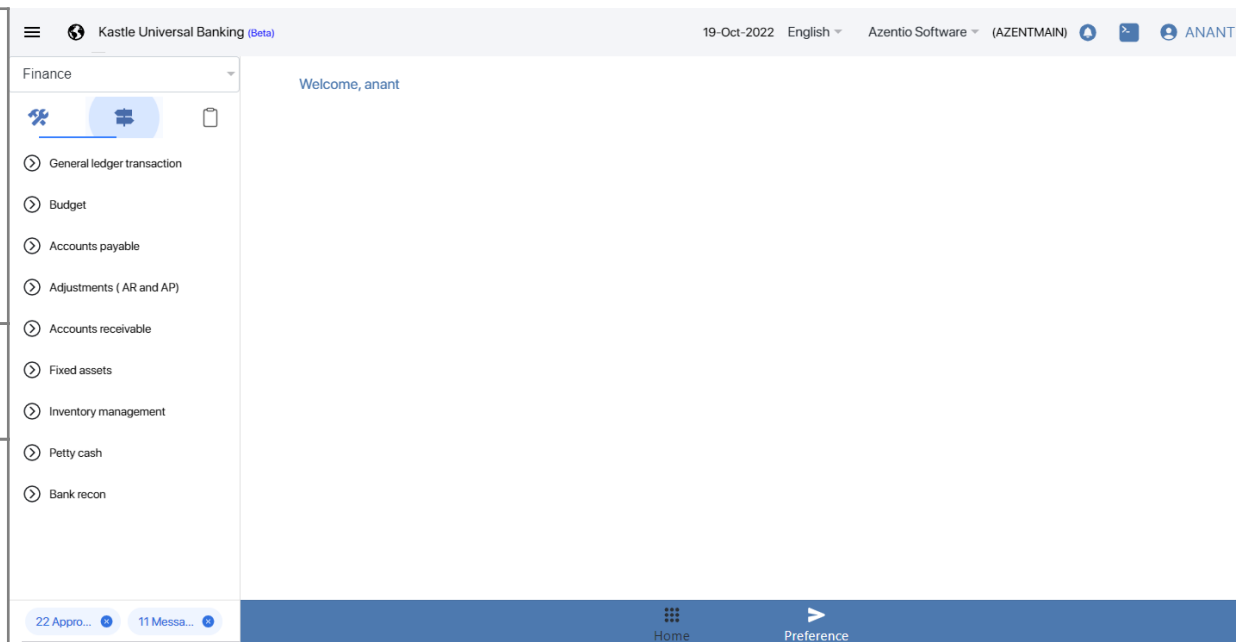 Kastle Universal Banking (Beta)
19-Oct-2022 English Azentio Software (AZENTMAIN) ANANT
Finance
Welcome, anant
General ledger transaction
Budget
Accounts payable
Adjustments ( AR and AP)
Accounts receivable
Fixed assets
Inventory management
Petty cash
Bank recon
22 Appro... 11 Messa...
Home Preference